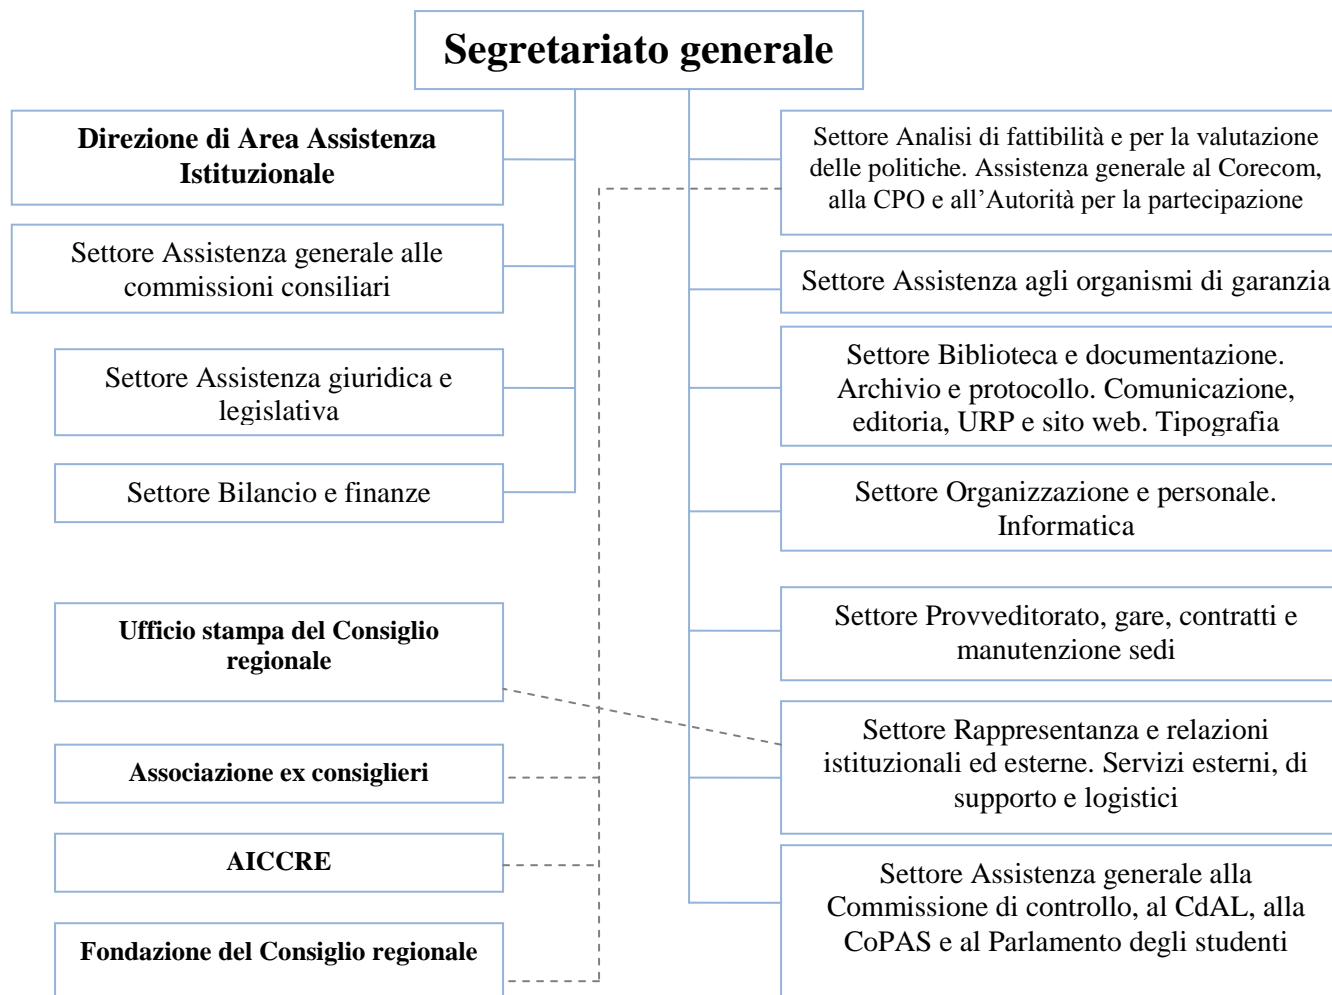 Segretariato generale
Direzione di Area Assistenza
Istituzionale
Settore Assistenza generale alle
commissioni consiliari
Settore Assistenza giuridica e
legislativa
Settore Bilancio e finanze
Ufficio stampa del Consiglio
regionale
Associazione ex consiglieri
AICCRE
Fondazione del Consiglio regionale
Settore Analisi di fattibilità e per la valutazione
delle politiche. Assistenza generale al Corecom,
alla CPO e all’Autorità per la partecipazione
Settore Assistenza agli organismi di garanzia
Settore Biblioteca e documentazione.
Archivio e protocollo. Comunicazione,
editoria, URP e sito web. Tipografia
Settore Organizzazione e personale.
Informatica
Settore Provveditorato, gare, contratti e
manutenzione sedi
Settore Rappresentanza e relazioni
istituzionali ed esterne. Servizi esterni, di
supporto e logistici
Settore Assistenza generale alla
Commissione di controllo, al CdAL, alla
CoPAS e al Parlamento degli studenti